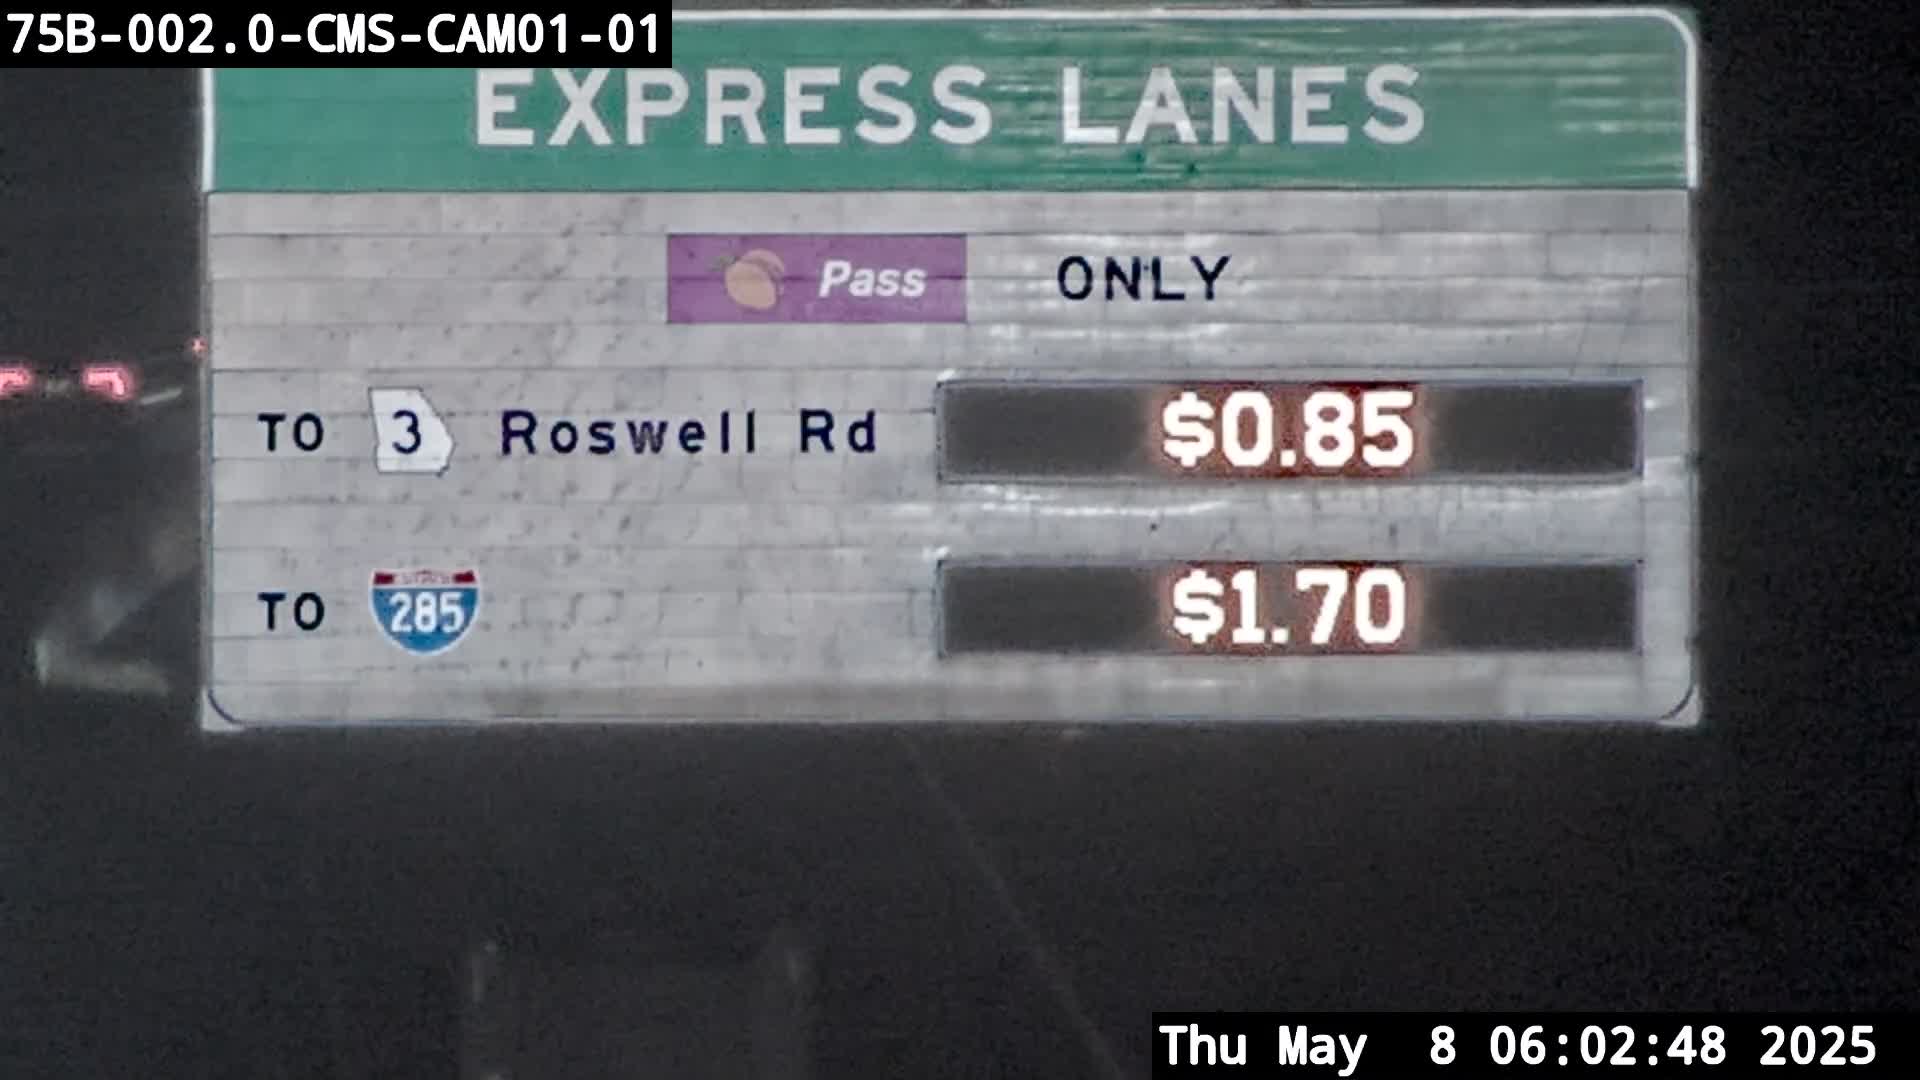 75B-002.0-CMS-CAM01-01
EXPRESS LANES
Pass ONLY
TO 3 Roswell Rd $0.85
TO 285 $1.70
Thu May 8 06:02:48 2025